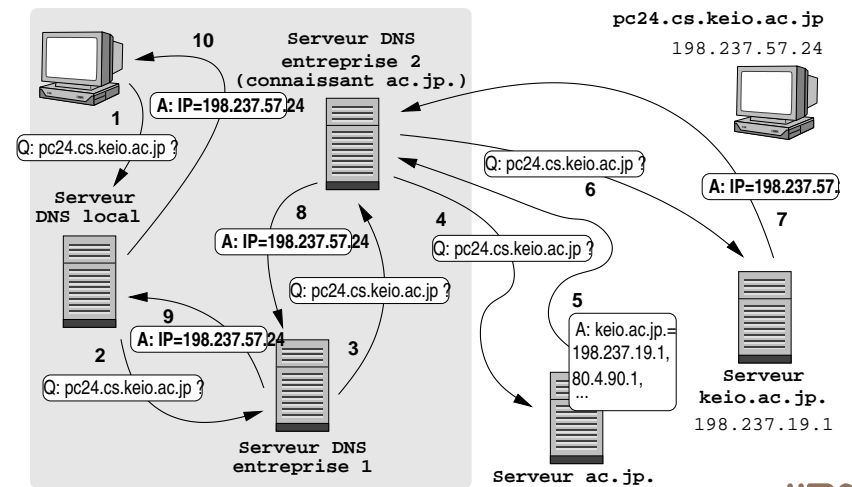 10
Serveur DNS
entreprise 2
(connaissant ac.jp.)
pc24.cs.keio.ac.jp
198.237.57.24
A: IP=198.237.57.24
1
Q: pc24.cs.keio.ac.jp ?
Q: pc24.cs.keio.ac.jp ?
6
A: IP=198.237.57.
7
Serveur
DNS local
8
A: IP=198.237.57.24
4
Q: pc24.cs.keio.ac.jp ?
Q: pc24.cs.keio.ac.jp ?
9
A: IP=198.237.57.24
3
5
A: keio.ac.jp.=
198.237.19.1,
80.4.90.1,
...
2
Q: pc24.cs.keio.ac.jp ?
Serveur
keio.ac.jp.
198.237.19.1
Serveur DNS
entreprise 1
Serveur ac.jp.